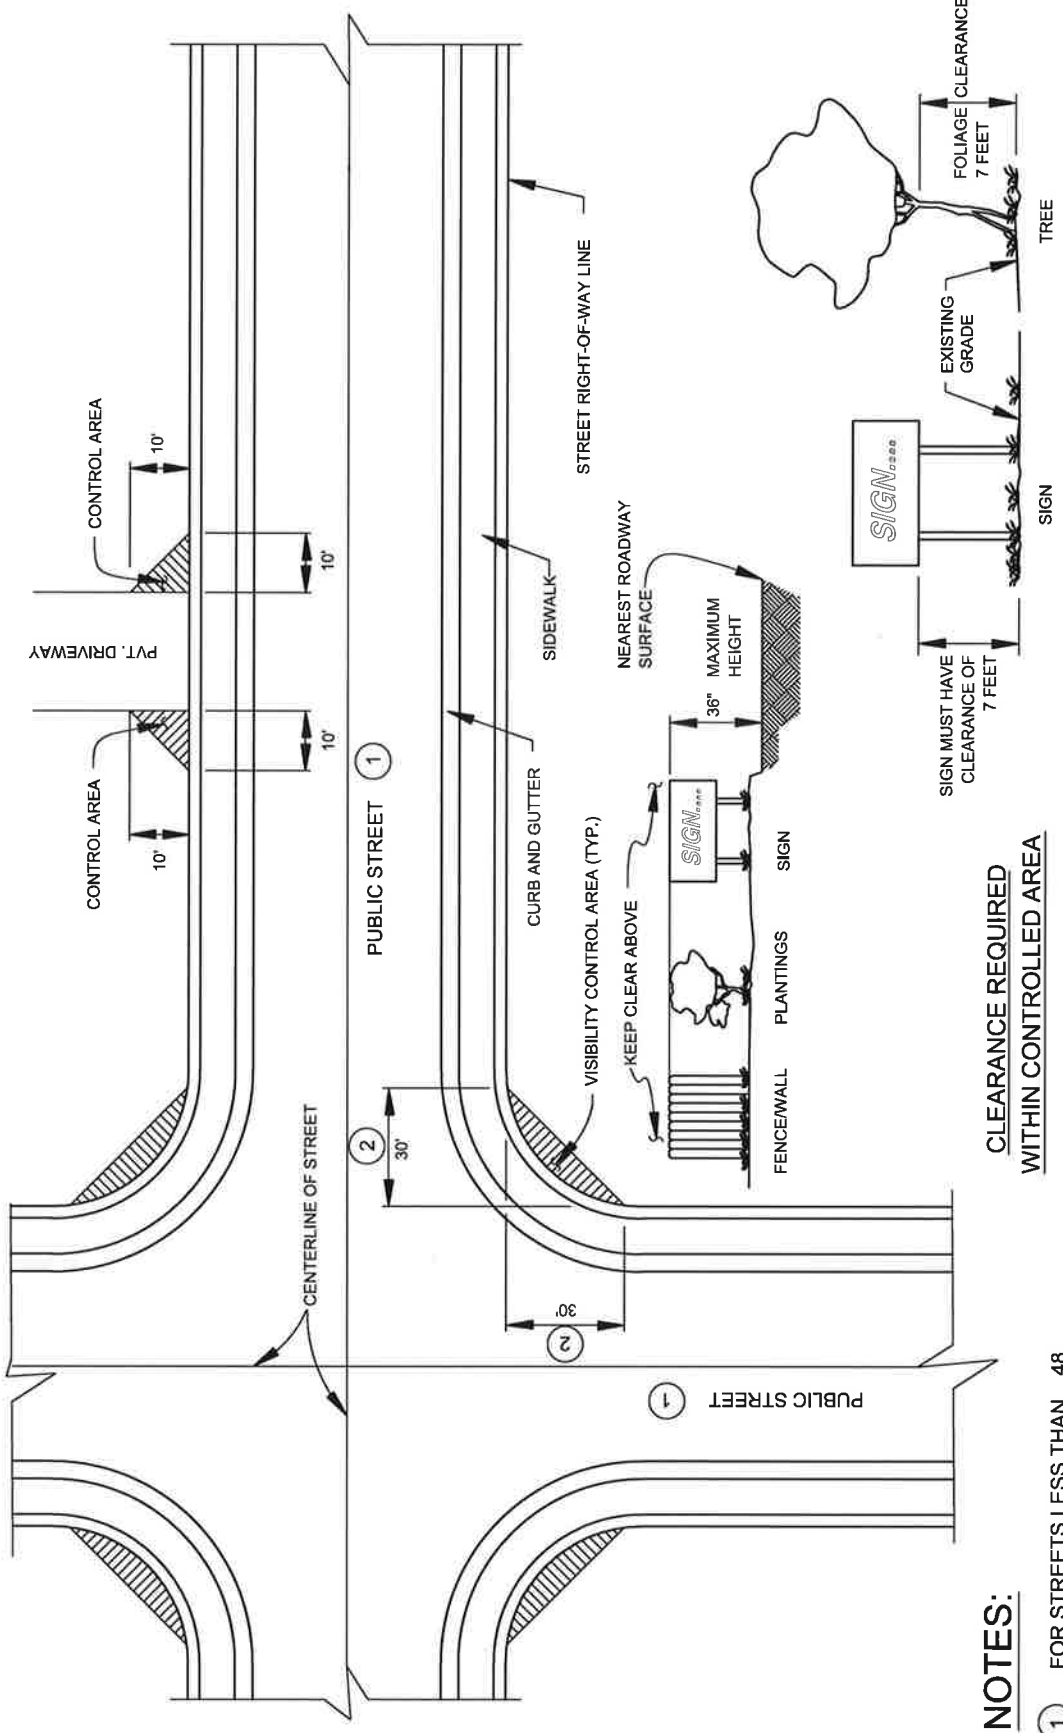 CONTROL AREA
10'
10'
PVT. DRIVEWAY
CONTROL AREA
10'
10'
PUBLIC STREET
1
CENTERLINE OF STREET
2
30'
30'
2
1
PUBLIC STREET
STREET RIGHT-OF-WAY LINE
SIDEWALK
CURB AND GUTTER
VISIBILITY CONTROL AREA (TYP.)
KEEP CLEAR ABOVE
NEAREST ROADWAY
SURFACE
36" MAXIMUM
HEIGHT
SIGN....
FENCE/WALL
PLANTINGS
SIGN
SIGN....
SIGN MUST HAVE
CLEARANCE OF
7 FEET
EXISTING
GRADE
FOLIAGE CLEARANCE
7 FEET
SIGN
TREE
CLEARANCE REQUIRED
WITHIN CONTROLLED AREA
NOTES:
1 FOR STREETS LESS THAN 48